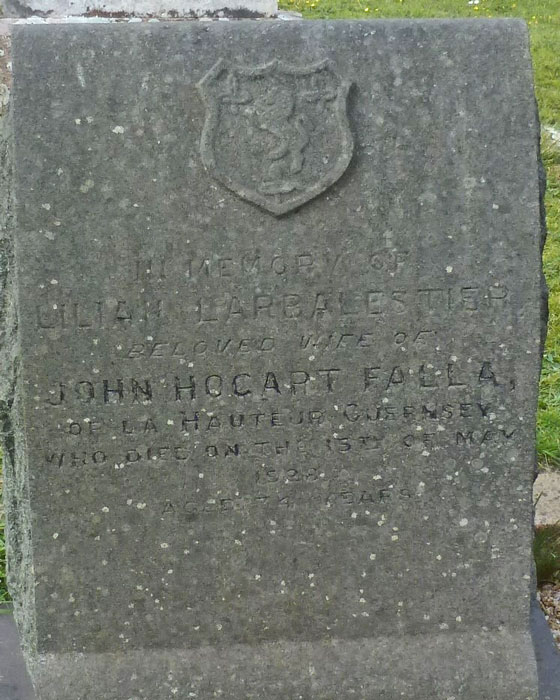 IN MEMORY OF
LILIAN LARBALESTIER,
BELOVED WIFE OF
JOHN HOCART FALLA,
OF LA HAUTEUR GUERNSEY
WHO DIED ON THE 15TH OF MAY
1928
AGED 74 YEARS